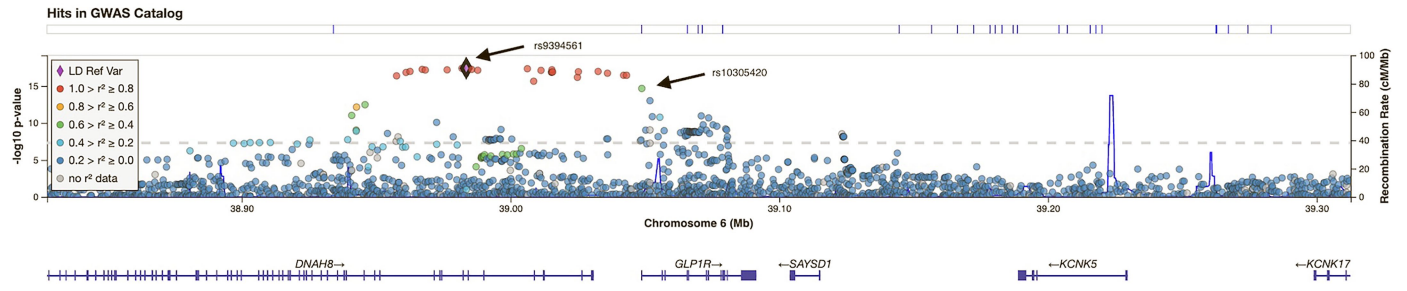 Hits in GWAS Catalog
rs9394561
rs10305420
LD Ref Var
1.0 > r² ≥ 0.8
0.8 > r² ≥ 0.6
0.6 > r² ≥ 0.4
0.4 > r² ≥ 0.2
0.2 > r² ≥ 0.0
no r² data
-log10 p-value
15
10
5
0
100
80
60
40
20
0
Recombination Rate (cM/Mb)
38.90 39.00 39.10 39.20 39.30
Chromosome 6 (Mb)
DNAH8→ GLP1R→ ←SAYSD1 ←KCNK5 ←KCNK17